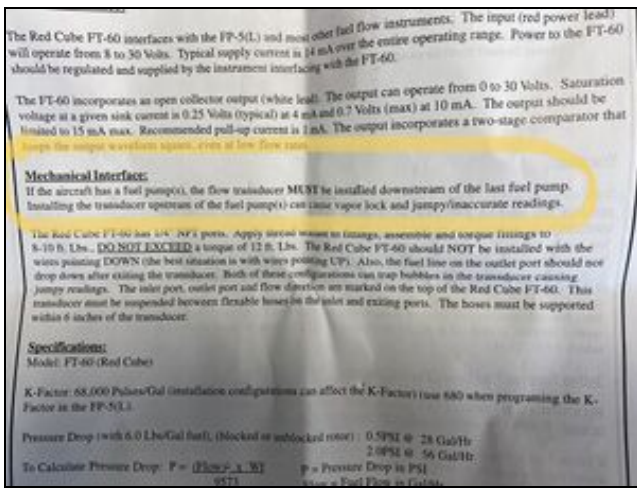 The Red Cube FT-60 interfaces with the FP-5(L) and most other fuel flow instruments. The input (red power lead)
will operate from 8 to 30 Volts. Typical supply current is 14 mA over the entire operating range. Power to the FT-60
should be regulated and supplied by the instrument interfacing with the FT-60.
The FT-60 incorporates an open collector output (white lead). The output can operate from 0 to 30 Volts. Saturation
voltage at a given sink current is 0.25 Volts (typical) at 4 mA and 0.7 Volts (max) at 10 mA. The output should be
limited to 15 mA max. Recommended pull-up current is 1 mA. The output incorporates a two-stage comparator that
keeps the output waveform square, even at low flow rates.
Mechanical Interface:
If the aircraft has a fuel pump(s), the flow transducer MUST be installed downstream of the last fuel pump.
Installing the transducer upstream of the fuel pump(s) can cause vapor lock and jumpy/inaccurate readings.
The Red Cube FT-60 has 1/4" NPT ports. Apply thread sealant to fittings, assemble and torque fittings to
8-10 ft. Lbs., DO NOT EXCEED a torque of 12 ft. Lbs. The Red Cube FT-60 should NOT be installed with the
wires pointing DOWN (the best situation is with wires pointing UP). Also, the fuel line on the outlet port should not
drop down after exiting the transducer. Both of these configurations can trap bubbles in the transducer causing
jumpy readings. The inlet port, outlet port and flow direction are marked on the top of the Red Cube FT-60. This
transducer must be suspended between flexable hoses on the inlet and exiting ports. The hoses must be supported
within 6 inches of the transducer.
Specifications:
Model: FT-60 (Red Cube)
K-Factor: 68,000 Pulses/Gal (installation configurations can affect the K-Factor) (use 680 when programing the K-
Factor in the FP-5(L).
Pressure Drop (with 6.0 Lbs/Gal fuel), (blocked or unblocked rotor) : 0.5PSI @ 28 Gal/Hr.
2.0PSI @ 56 Gal/Hr.
To Calculate Pressure Drop: P = (Flow² x W) P = Pressure Drop in PSI
9573 Flow = Fuel Flow in Gal/Hr